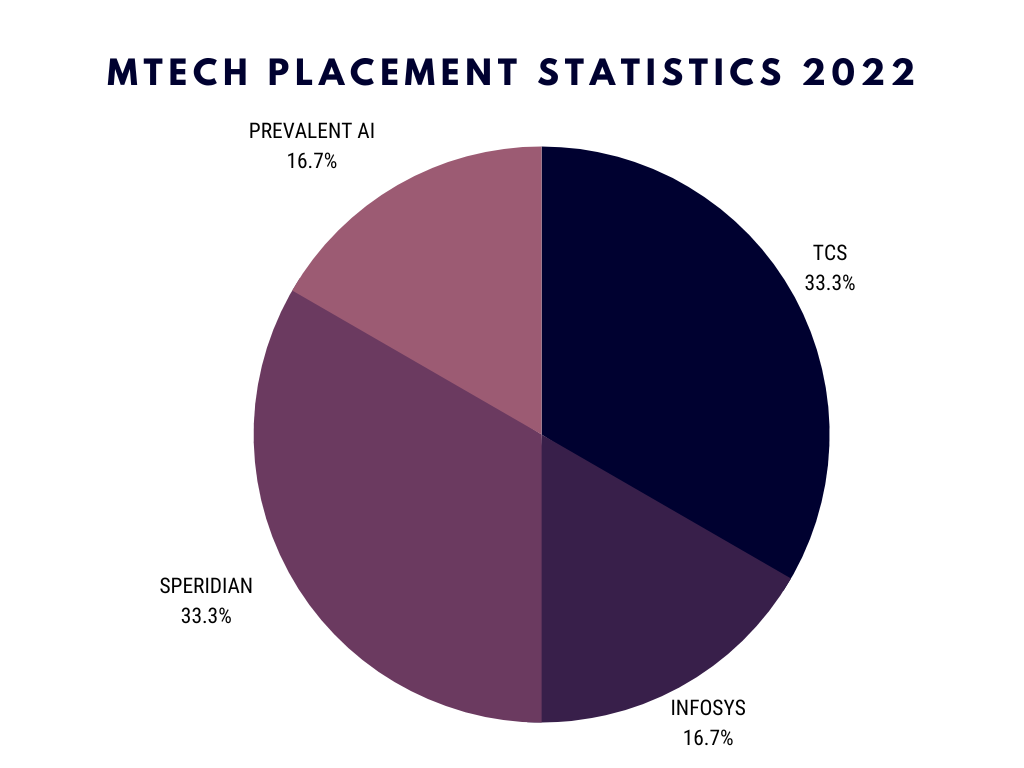 MTECH PLACEMENT STATISTICS 2022
PREVALENT AI
16.7%
TCS
33.3%
SPERIDIAN
33.3%
INFOSYS
16.7%